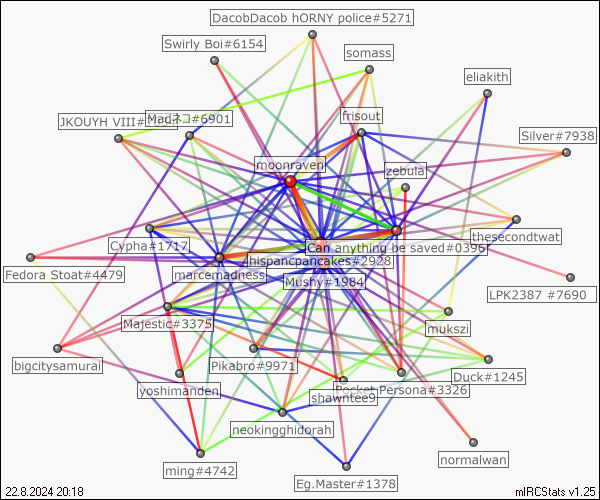 DacobDacob hORNY police#5271
Swirly Boi#6154
somass
eliakith
JKOUYH VIII#
Madネコ#6901
frisout
Silver#7938
moonraven
zebula
Cypha#1717
Can anything be saved#0396
thesecondtwat
hispancpancakes#2928
Fedora Stoat#4479
marcemadness
Mushy#1984
LPK2387 #7690
Majestic#3375
mukszi
bigcitysamurai
Pikabro#9971
Duck#1245
yoshimanden
Pocket Persona#3326
shawntee9
neokingghidorah
normalwan
ming#4742
Eg.Master#1378
22.8.2024 20:18
mIRCStats v1.25